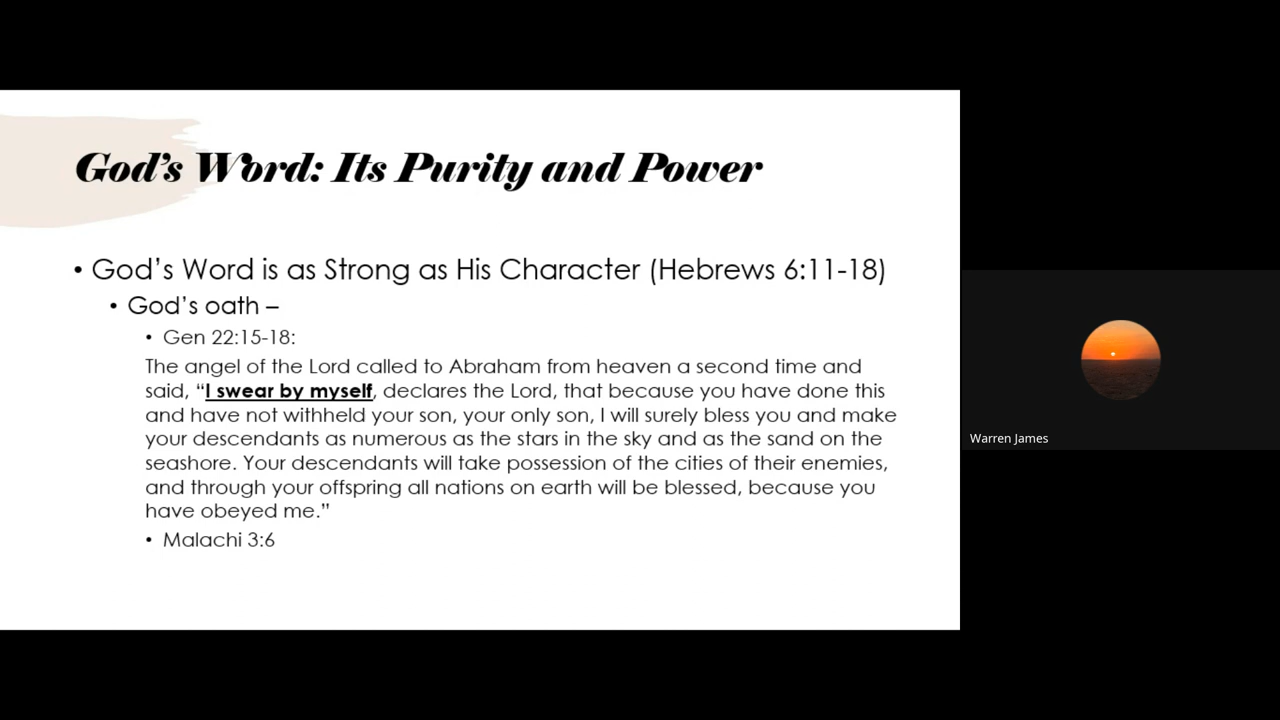 God’s Word: Its Purity and Power
• God’s Word is as Strong as His Character (Hebrews 6:11-18)
• God’s oath –
• Gen 22:15-18:
The angel of the Lord called to Abraham from heaven a second time and
said, “I swear by myself, declares the Lord, that because you have done this
and have not withheld your son, your only son, I will surely bless you and make
your descendants as numerous as the stars in the sky and as the sand on the
seashore. Your descendants will take possession of the cities of their enemies,
and through your offspring all nations on earth will be blessed, because you
have obeyed me.”
• Malachi 3:6
Warren James